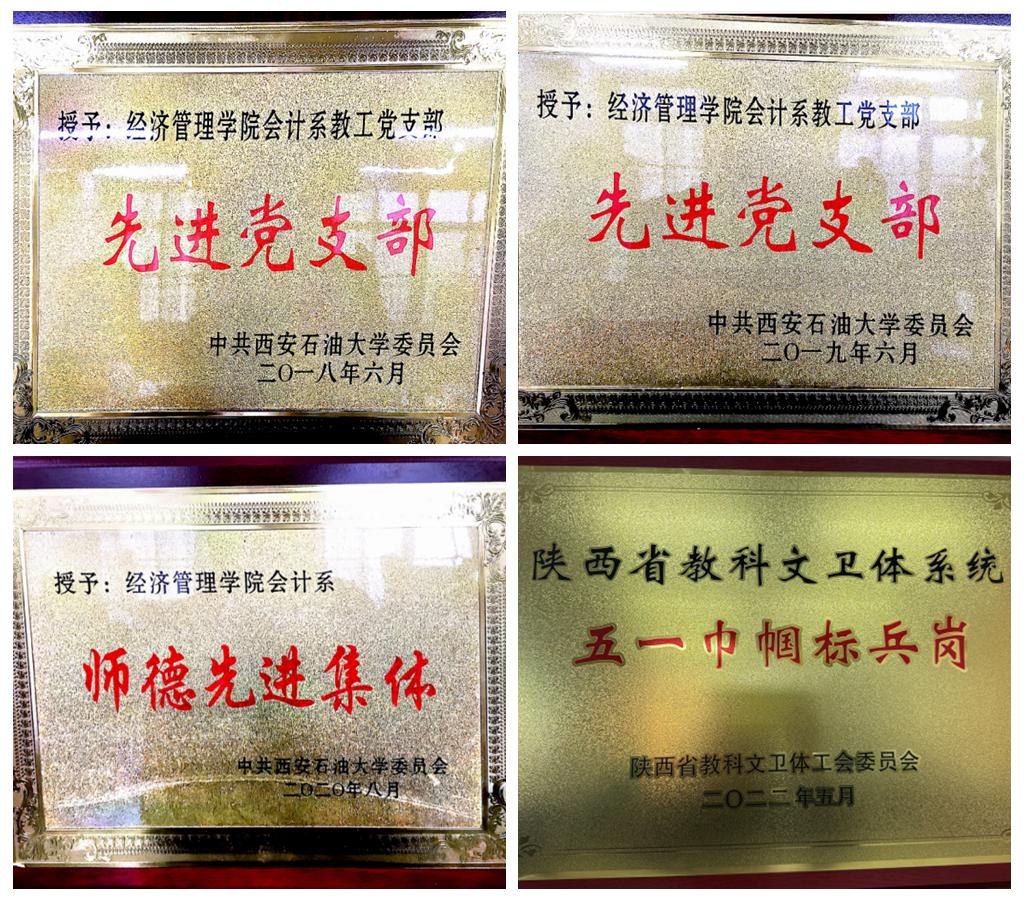 授予：经济管理学院会计系教工党支部
先进党支部
中共西安石油大学委员会
二〇一八年六月
授予：经济管理学院会计系教工党支部
先进党支部
中共西安石油大学委员会
二〇一九年六月
授予：经济管理学院会计系
师德先进集体
中共西安石油大学委员会
二〇二〇年八月
陕西省教科文卫体系统
五一巾帼标兵岗
陕西省教科文卫体工会委员会
二〇二二年五月